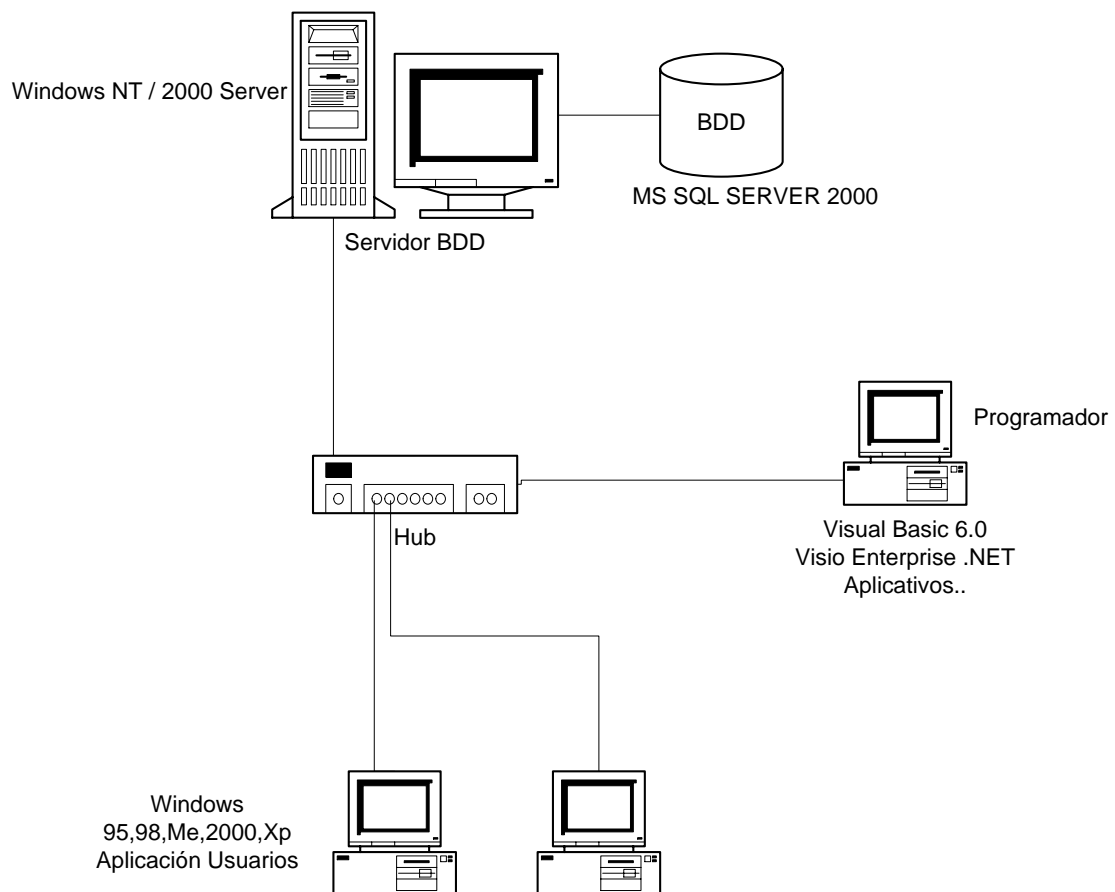 Windows NT / 2000 Server
BDD
MS SQL SERVER 2000
Servidor BDD
Programador
Hub
Visual Basic 6.0
Visio Enterprise .NET
Aplicativos..
Windows
95,98,Me,2000,Xp
Aplicación Usuarios